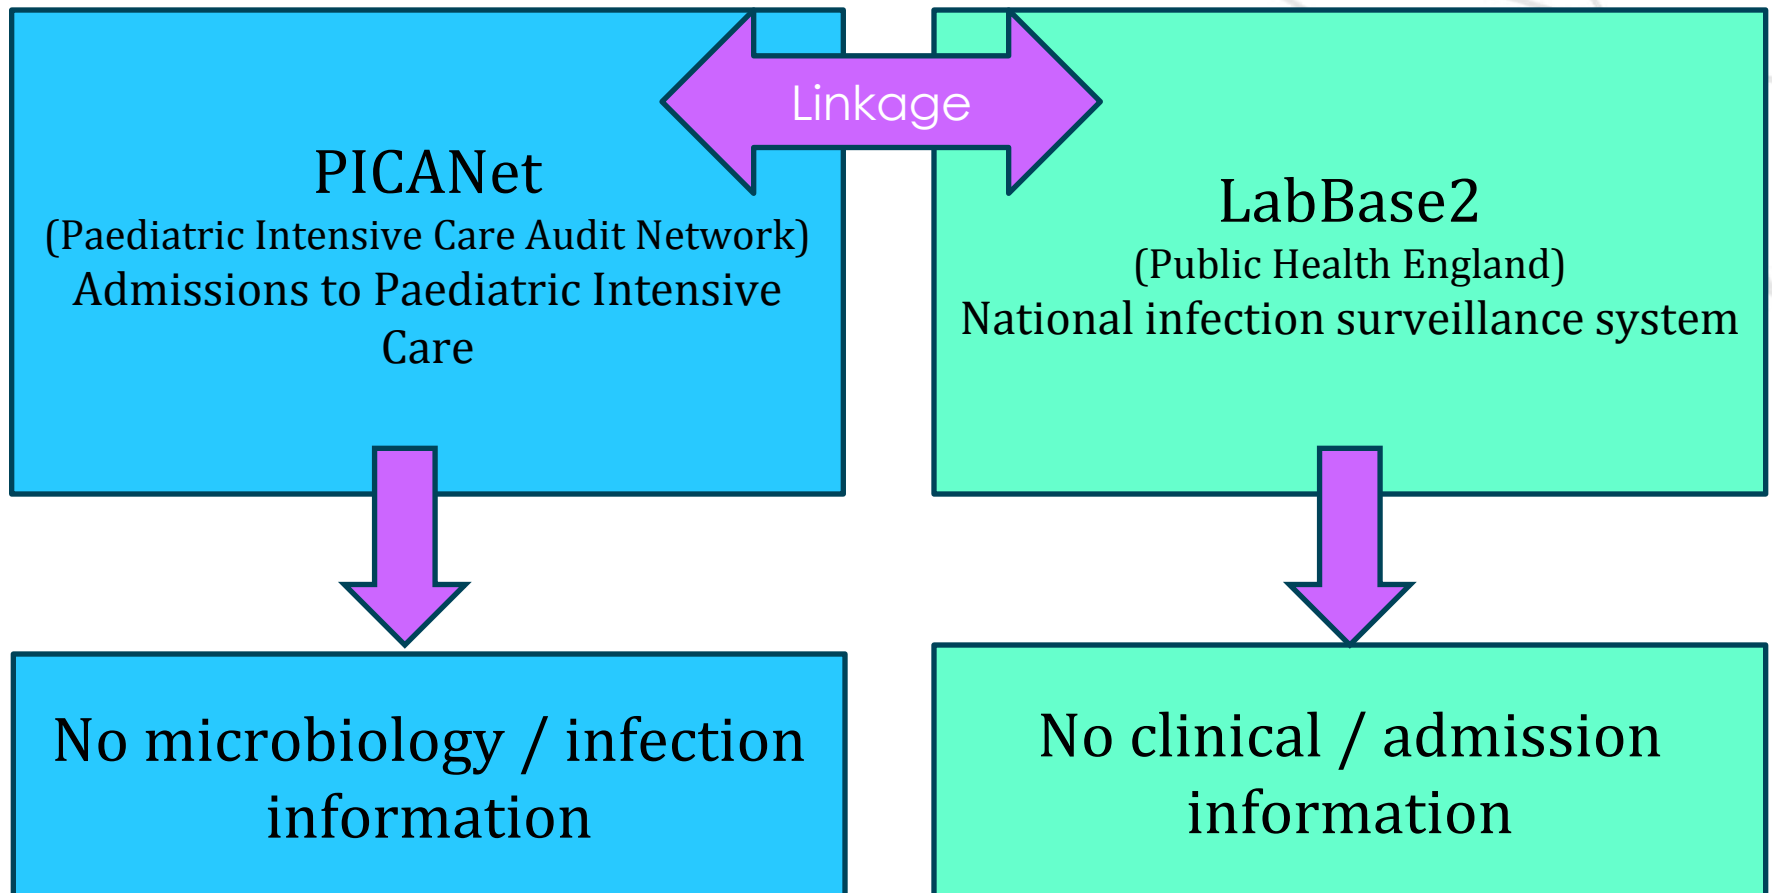 Linkage
PICANet
(Paediatric Intensive Care Audit Network)
Admissions to Paediatric Intensive
Care
LabBase2
(Public Health England)
National infection surveillance system
No microbiology / infection
information
No clinical / admission
information